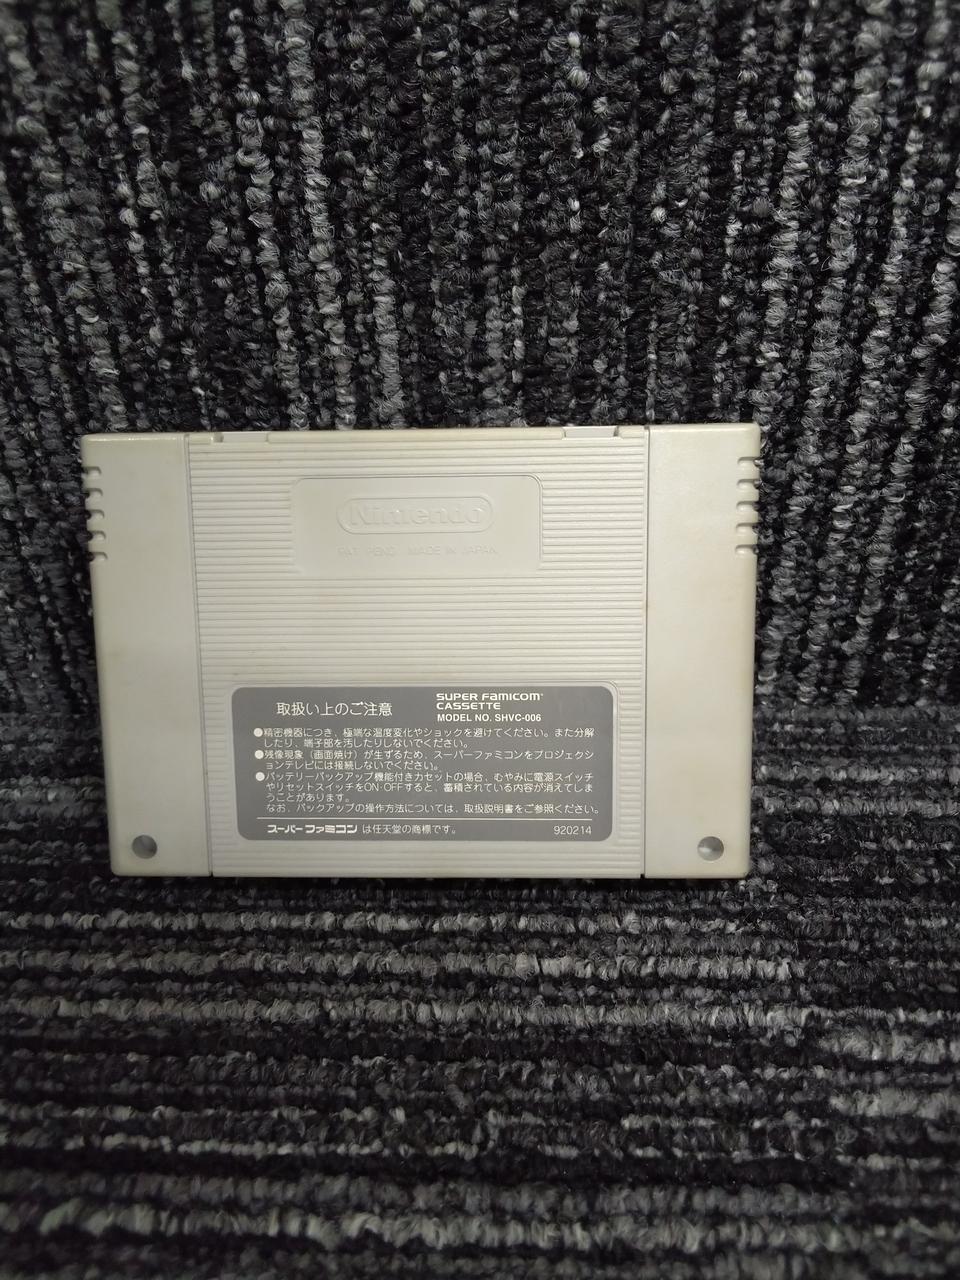 Nintendo
PAT. PEND. MADE IN JAPAN
取扱い上のご注意
SUPER FAMICOM
CASSETTE
MODEL NO. SHVC-006
●精密機器につき、極端な温度変化やショックを避けてください。また分解
したり、端子部を汚したりしないでください。
●残像現象（画面焼け）が生ずるため、スーパーファミコンをプロジェクシ
ョンテレビには接続しないでください。
●バッテリーバックアップ機能付きカセットの場合、むやみに電源スイッチ
やリセットスイッチをON・OFFすると、蓄積されている内容が消えてしま
うことがあります。
なお、バックアップの操作方法については、取扱説明書をご参照ください。
スーパーファミコンは任天堂の商標です。
920214